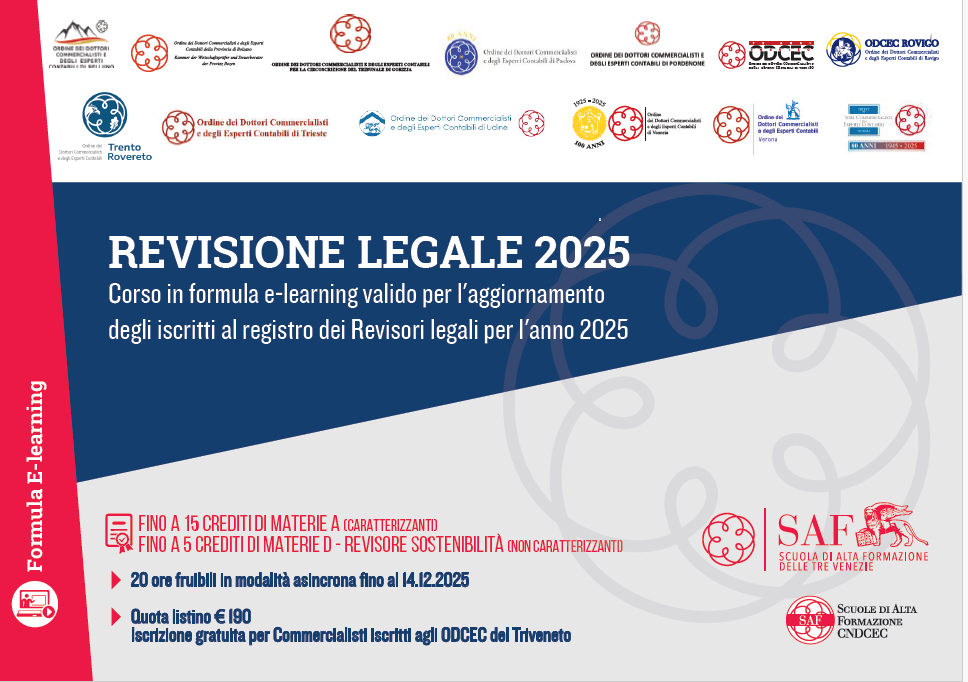 ORDINE DEI DOTTORI
COMMERCIALISTI E
DEGLI ESPERTI
CONTABILI DI BELLUNO
Ordine dei Dottori Commercialisti e degli Esperti
Contabili della Provincia di Bolzano
Kammer der Wirtschaftsprüfer und Steuerberater
der Provinz Bozen
ORDINE DEI DOTTORI COMMERCIALISTI E DEGLI ESPERTI CONTABILI
PER LA CIRCOSCRIZIONE DEL TRIBUNALE DI GORIZIA
60 ANNI
Ordine dei Dottori Commercialisti
e degli Esperti Contabili di Padova
ORDINE DEI DOTTORI COMMERCIALISTI E
DEGLI ESPERTI CONTABILI DI PORDENONE
ODCEC
ODCEC ROVIGO
Ordine dei Dottori Commercialisti
e degli Esperti Contabili di Rovigo
Ordine dei
Dottori Commercialisti
e degli Esperti Contabili
Trento
Rovereto
Ordine dei Dottori Commercialisti
e degli Esperti Contabili di Trieste
Ordine dei Dottori Commercialisti
e degli Esperti Contabili di Udine
1925-2025
100 ANNI
Ordine
dei Dottori Commercialisti
e degli Esperti Contabili
di Venezia
Ordine dei
Dottori Commercialisti
e degli Esperti Contabili
Verona
60 ANNI 1965 • 2025
REVISIONE LEGALE 2025
Corso in formula e-learning valido per l'aggiornamento
degli iscritti al registro dei Revisori legali per l'anno 2025
Formula E-learning
FINO A 15 CREDITI DI MATERIE A (CARATTERIZZANTI)
FINO A 5 CREDITI DI MATERIE D - REVISORE SOSTENIBILITÀ (NON CARATTERIZZANTI)
20 ore fruibili in modalità asincrona fino al 14.12.2025
Quota listino € 190
Iscrizione gratuita per Commercialisti iscritti agli ODCEC del Triveneto
SAF
SCUOLA DI ALTA FORMAZIONE
DELLE TRE VENEZIE
SAF
SCUOLE DI ALTA
FORMAZIONE
CNDCEC